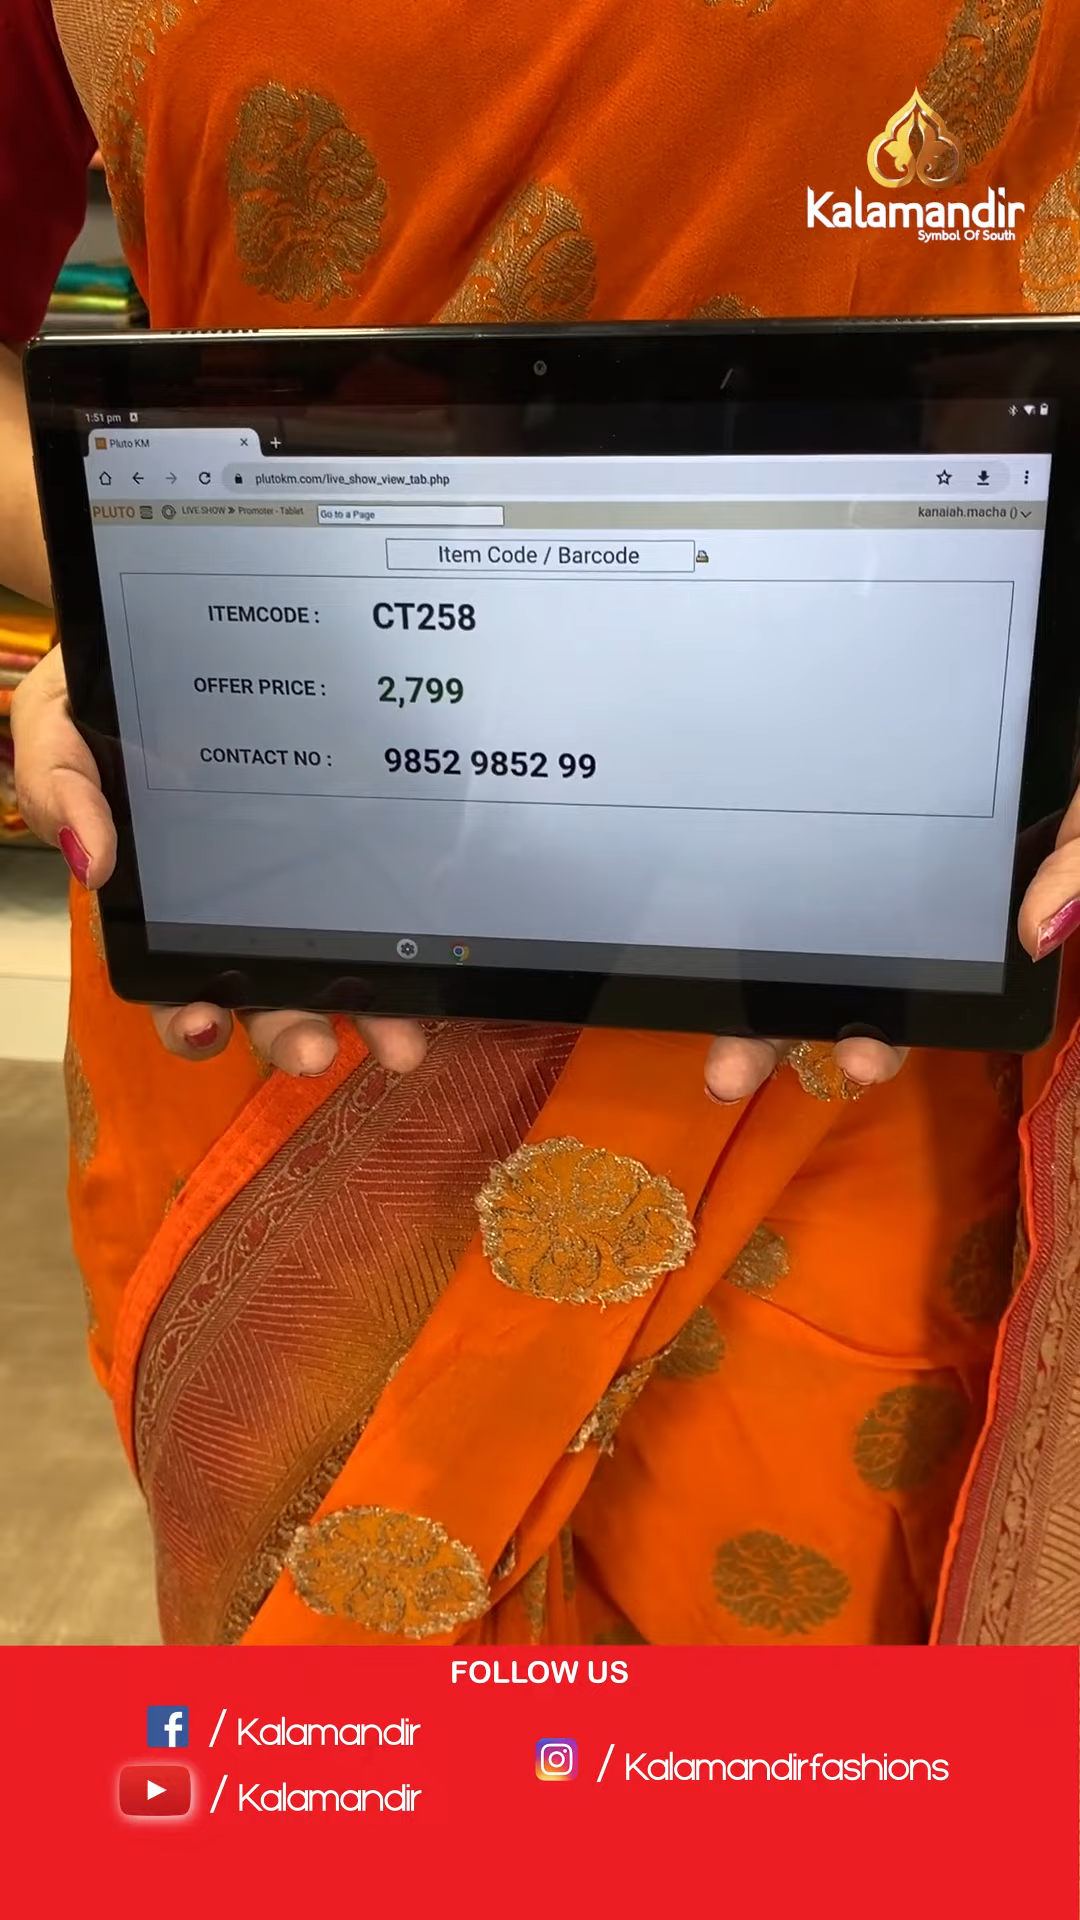 Kalamandir
Symbol Of South
1:51 pm
Pluto KM
plutokm.com/live_show_view_tab.php
PLUTO LIVE SHOW » Promoter - Tablet Go to a Page kanaiah.macha ()
Item Code / Barcode
ITEMCODE : CT258
OFFER PRICE : 2,799
CONTACT NO : 9852 9852 99
FOLLOW US
/ Kalamandir
/ Kalamandirfashions
/ Kalamandir